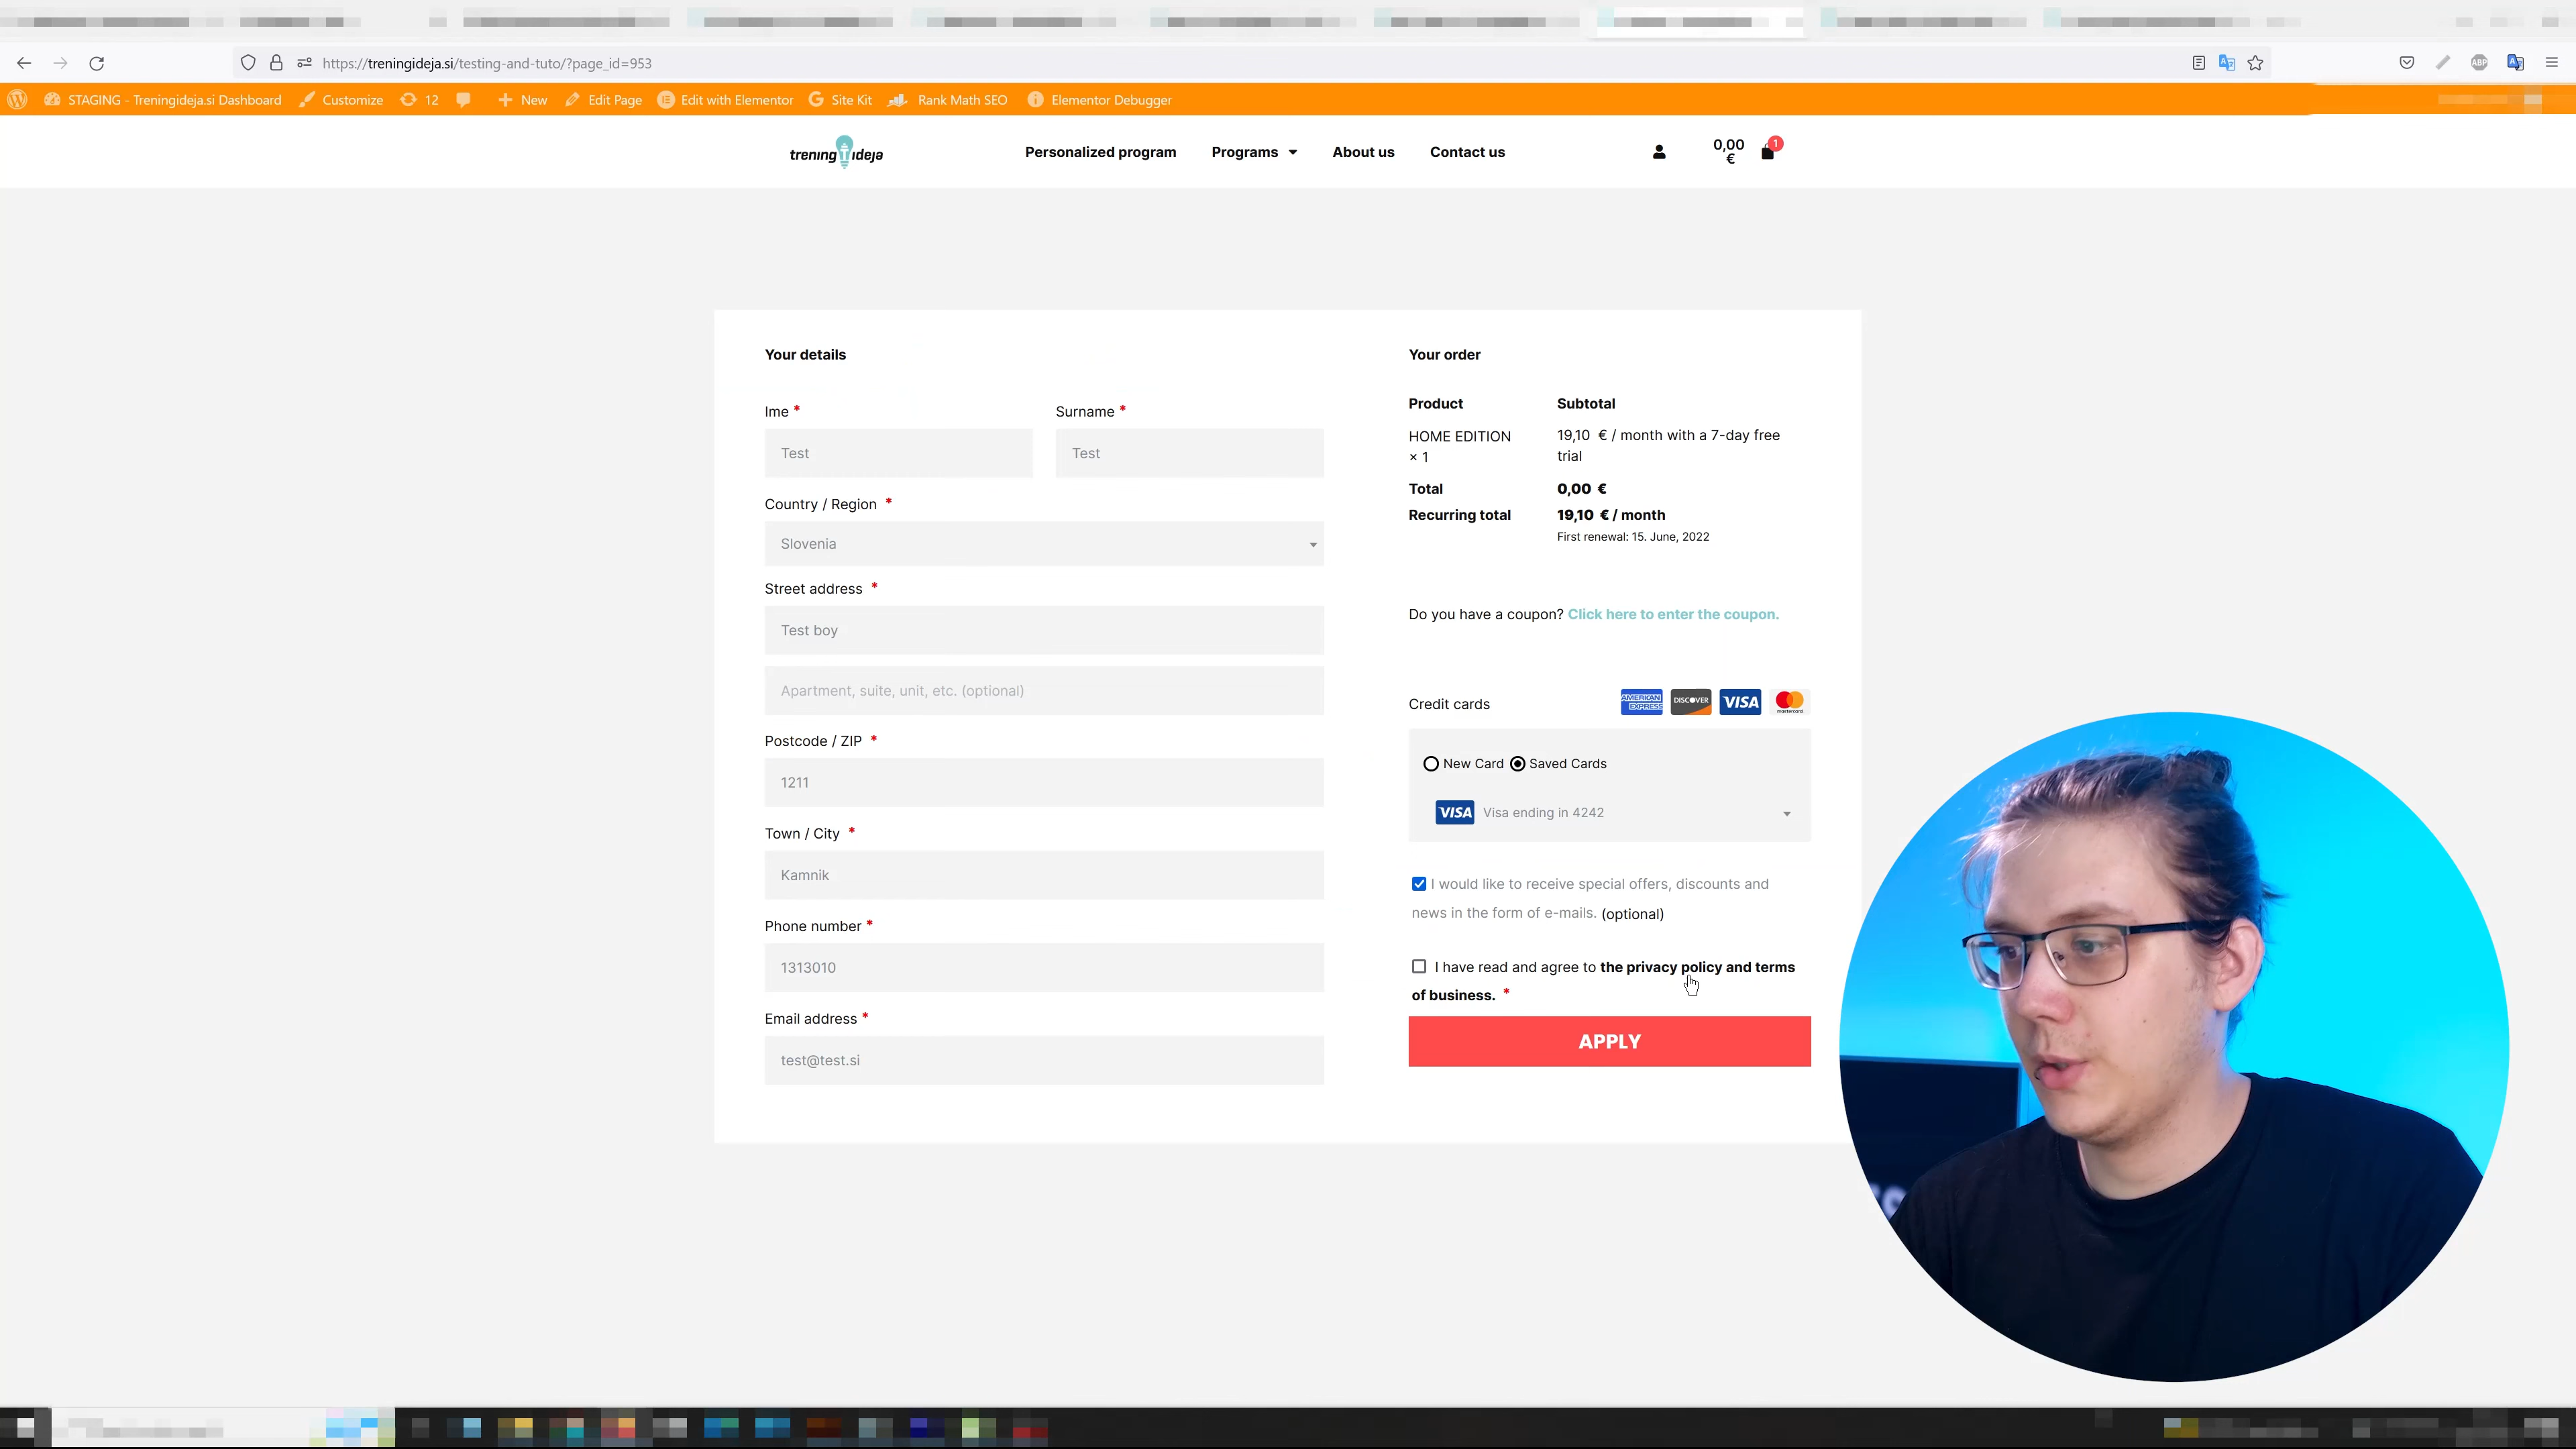 https://treningideja.si/testing-and-tuto/?page_id=953
STAGING - Treningideja.si Dashboard Customize 12 New Edit Page Edit with Elementor Site Kit Rank Math SEO Elementor Debugger
trening ideja Personalized program Programs About us Contact us 0,00 € 1
Your details
Ime * Surname *
Test Test
Country / Region *
Slovenia
Street address *
Test boy
Apartment, suite, unit, etc. (optional)
Postcode / ZIP *
1211
Town / City *
Kamnik
Phone number *
1313010
Email address *
test@test.si
Your order
Product Subtotal
HOME EDITION × 1 19,10 € / month with a 7-day free
trial
Total 0,00 €
Recurring total 19,10 € / month
First renewal: 15. June, 2022
Do you have a coupon? Click here to enter the coupon.
Credit cards AMERICAN EXPRESS DISCOVER VISA mastercard
New Card Saved Cards
VISA Visa ending in 4242
I would like to receive special offers, discounts and
news in the form of e-mails. (optional)
I have read and agree to the privacy policy and terms
of business. *
APPLY